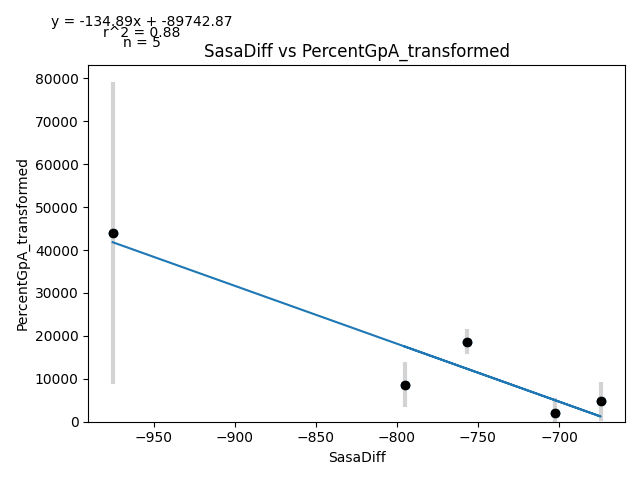 y = -134.89x + -89742.87
r^2 = 0.88
n = 5
SasaDiff vs PercentGpA_transformed
80000
70000
60000
50000
40000
30000
20000
10000
0
PercentGpA_transformed
−950
−900
−850
−800
−750
−700
SasaDiff